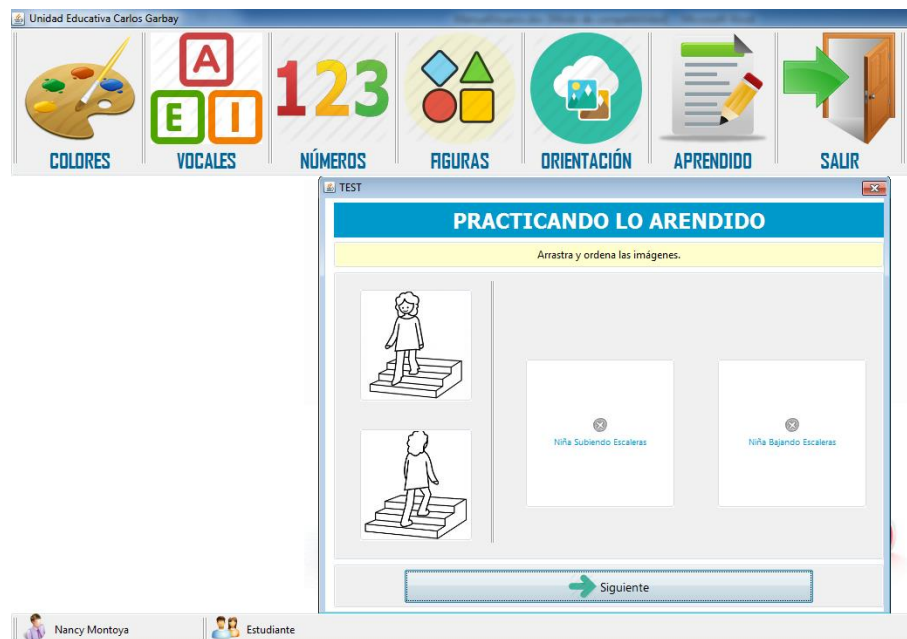 Unidad Educativa Carlos Garbay
A
E I
123
COLORES VOCALES NÚMEROS FIGURAS ORIENTACIÓN APRENDIDO SALIR
TEST
PRACTICANDO LO ARENDIDO
Arrastra y ordena las imágenes.
Niña Subiendo Escaleras
Niña Bajando Escaleras
Siguiente
Nancy Montoya
Estudiante